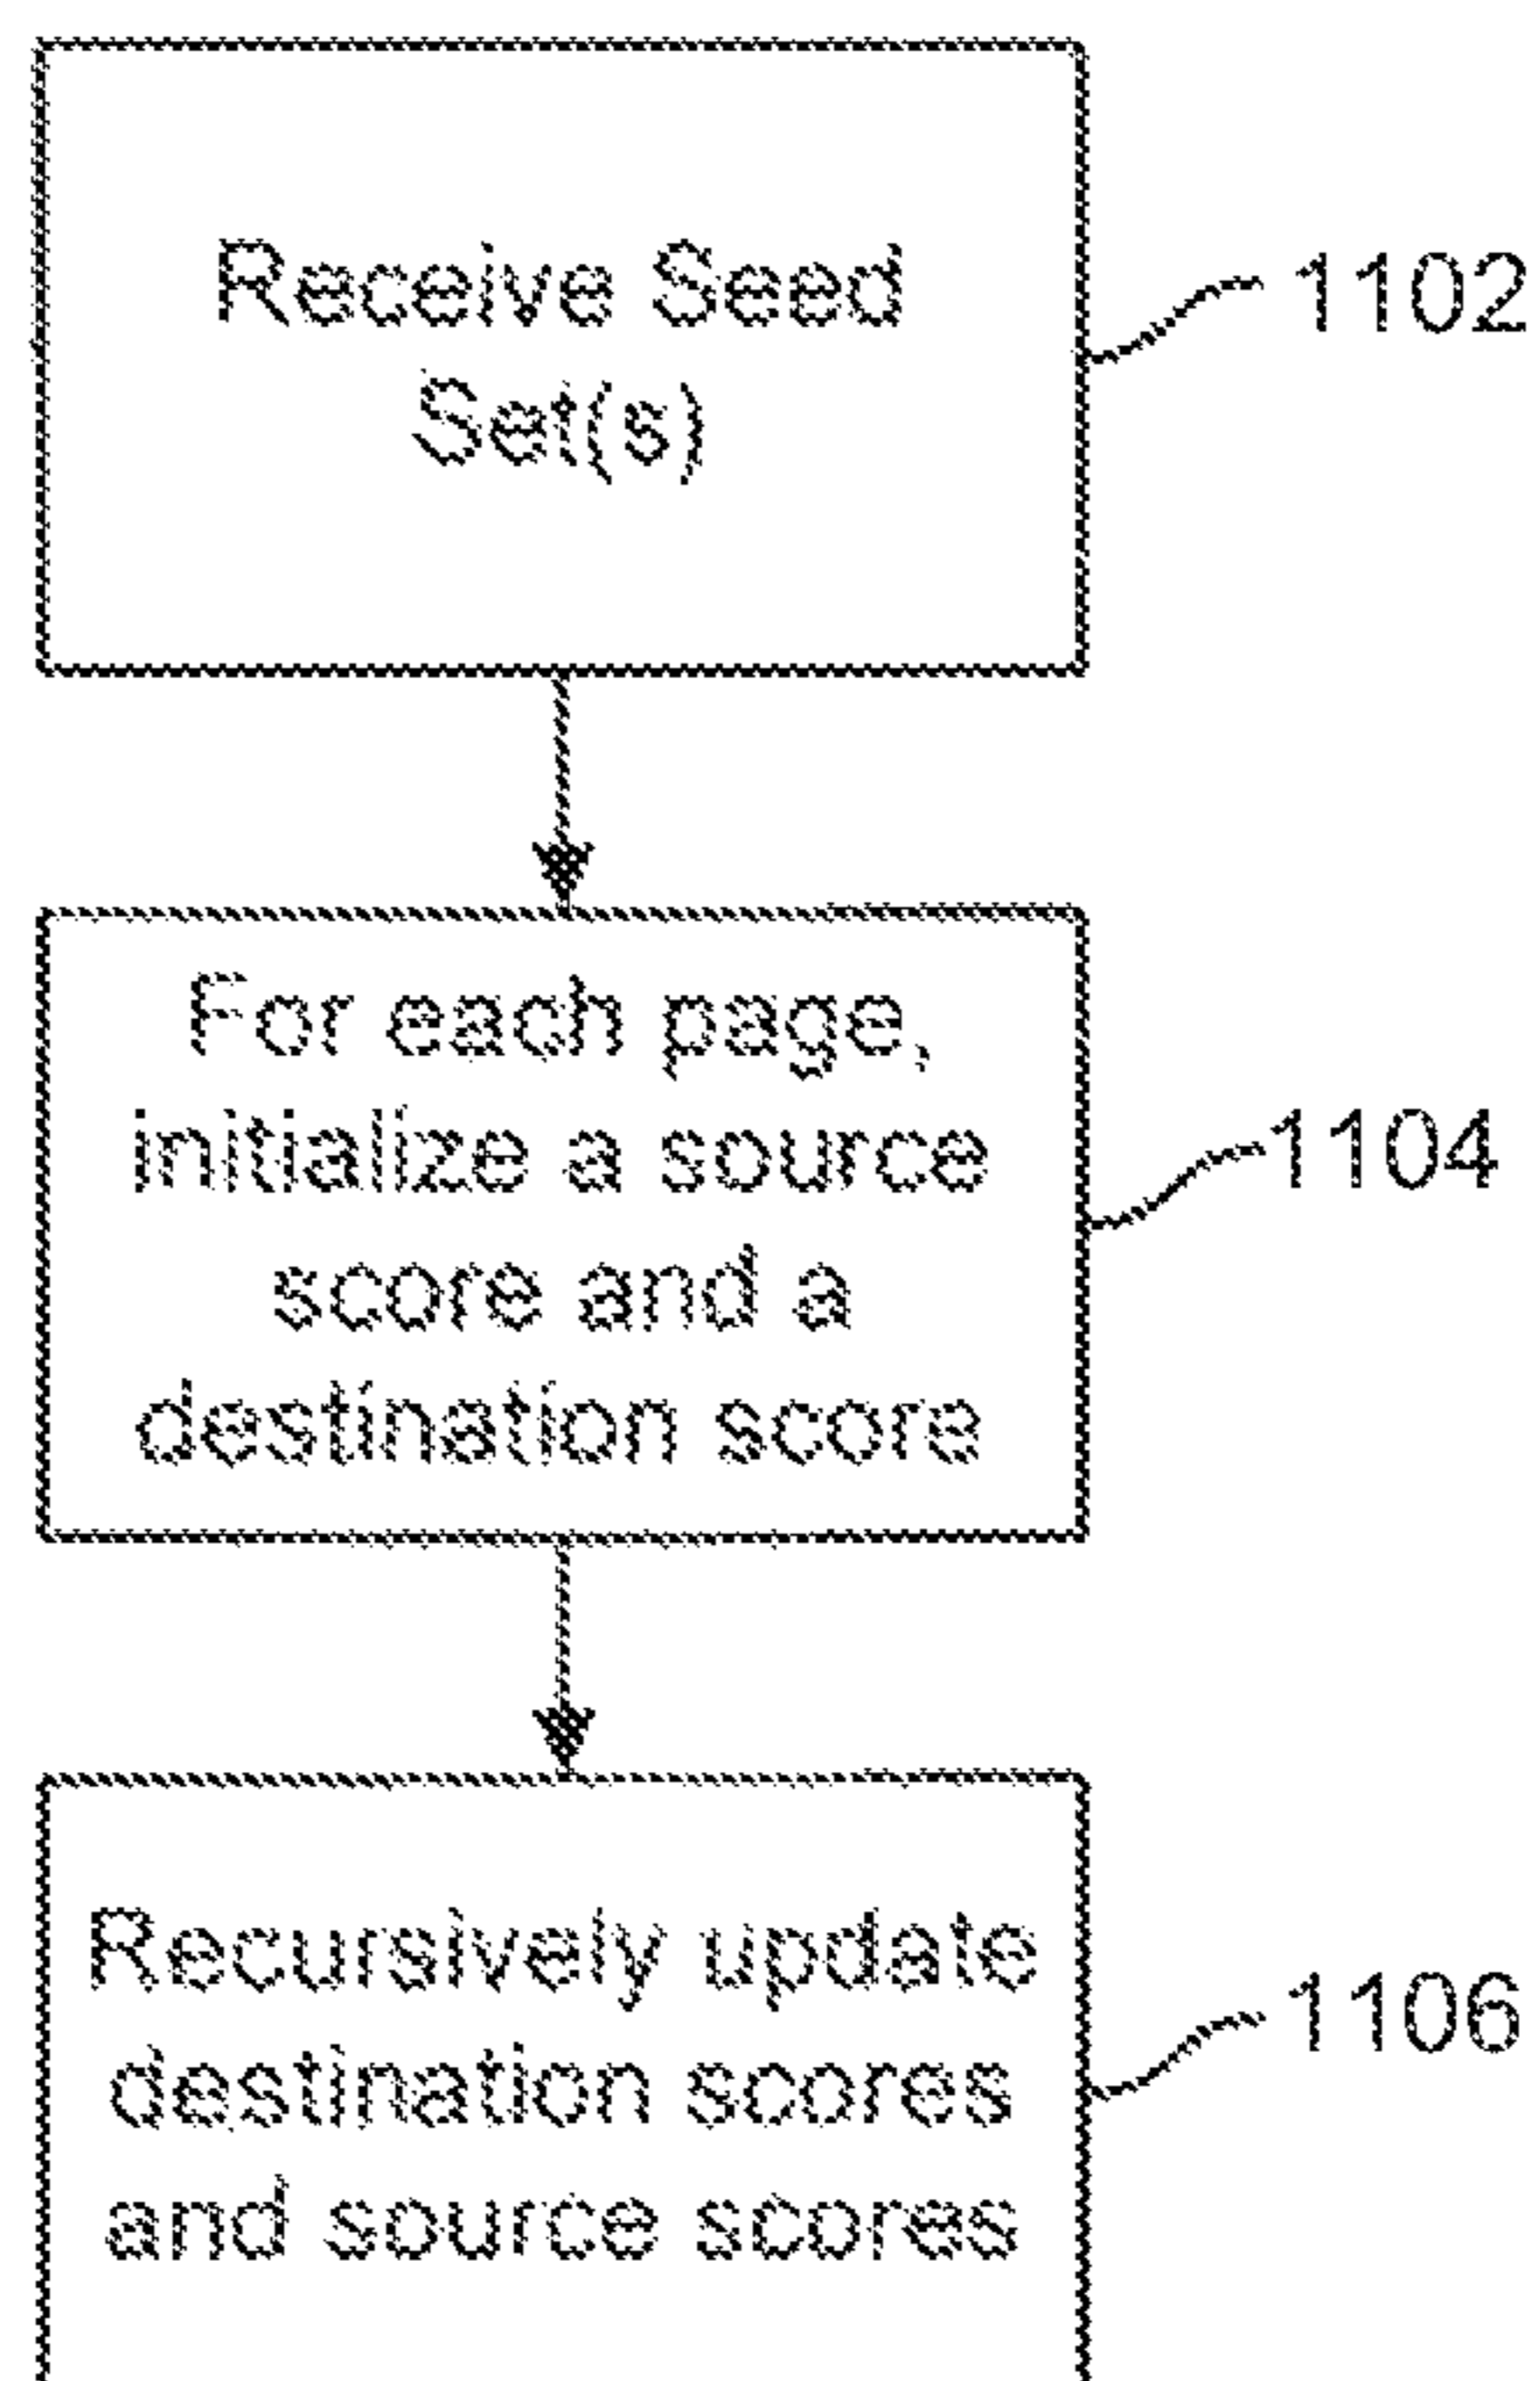 Receive Seed
Set(s)
1102
For each page,
initialize a source
score and a
destination score
1104
Recursively update
destination scores
and source scores
1106